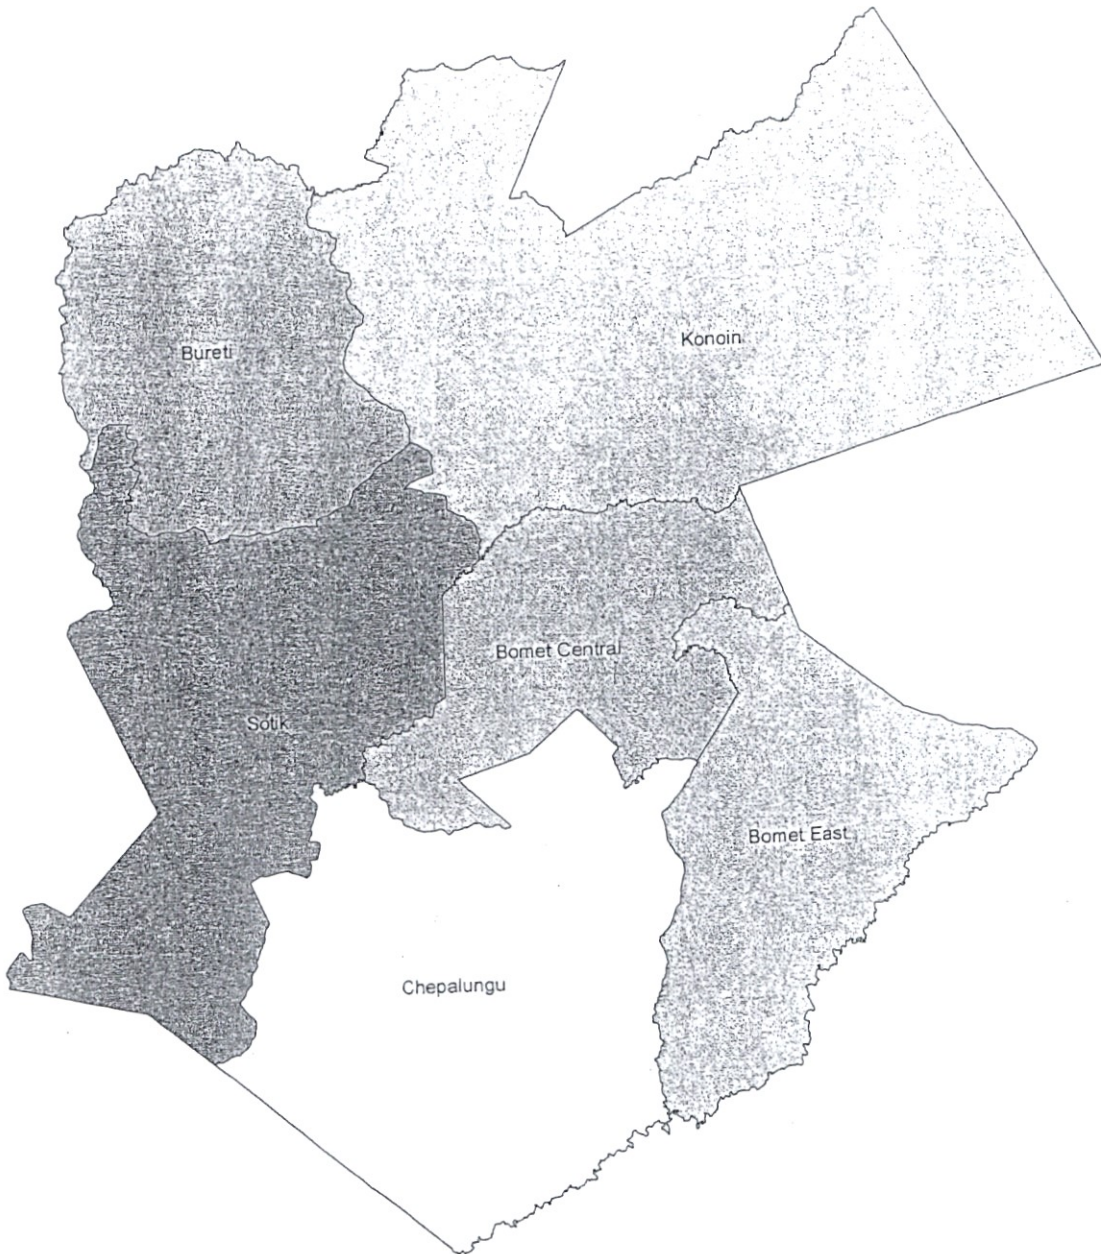 Konoin
Bureti
Bomet Central
Sotik
Bomet East
Chepalungu